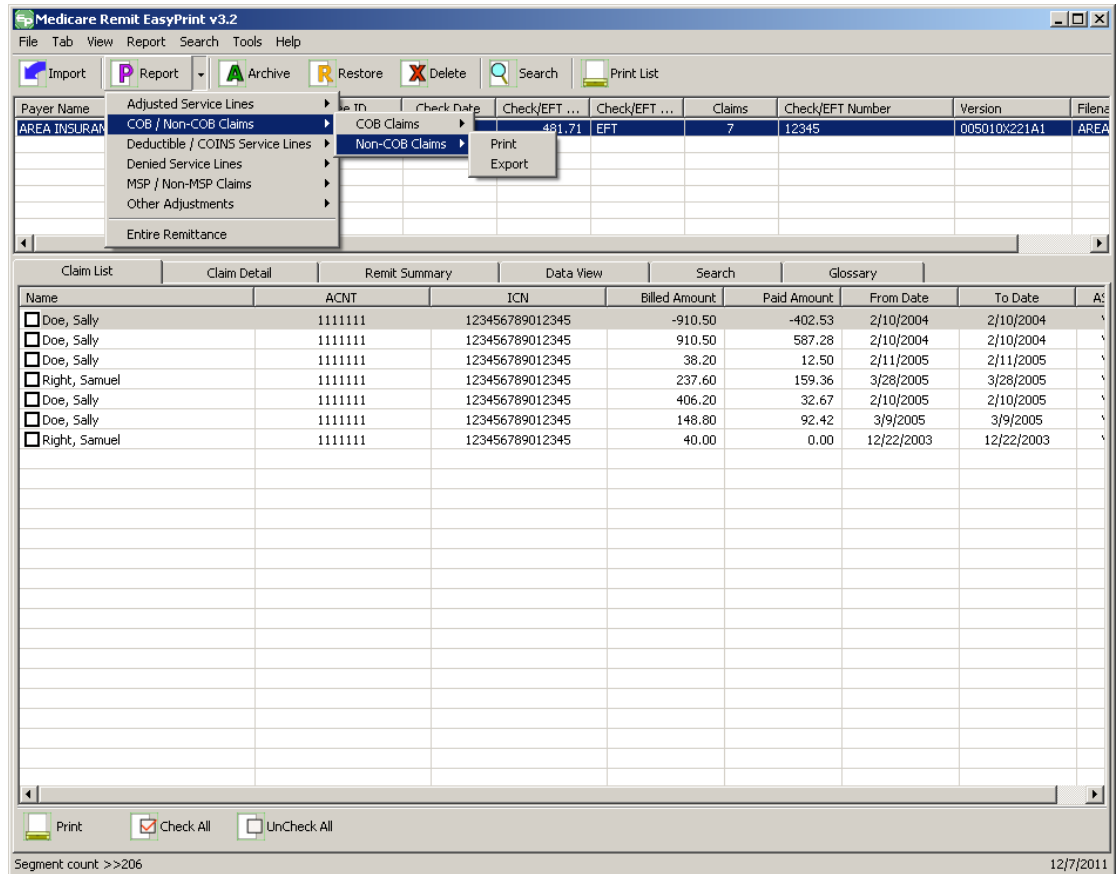 Medicare Remit EasyPrint v3.2
File Tab View Report Search Tools Help
Import Report Archive Restore Delete Search Print List
Payer Name Check Date Check/EFT ... Check/EFT ... Claims Check/EFT Number Version
AREA 481.71 EFT 7 12345 005010X221A1 AREA
Adjusted Service Lines
COB / Non-COB Claims
Deductible / COINS Service Lines
Denied Service Lines
MSP / Non-MSP Claims
Other Adjustments
Entire Remittance
COB Claims
Non-COB Claims
Print
Export
Claim List Claim Detail Remit Summary Data View Search Glossary
Name ACNT ICN Billed Amount Paid Amount From Date To Date
Doe, Sally 1111111 123456789012345 -910.50 -402.53 2/10/2004 2/10/2004
Doe, Sally 1111111 123456789012345 910.50 587.28 2/10/2004 2/10/2004
Doe, Sally 1111111 123456789012345 38.20 12.50 2/11/2005 2/11/2005
Right, Samuel 1111111 123456789012345 237.60 159.36 3/28/2005 3/28/2005
Doe, Sally 1111111 123456789012345 406.20 32.67 2/10/2005 2/10/2005
Doe, Sally 1111111 123456789012345 148.80 92.42 3/9/2005 3/9/2005
Right, Samuel 1111111 123456789012345 40.00 0.00 12/22/2003 12/22/2003
Print Check All UnCheck All
Segment count >>206 12/7/2011